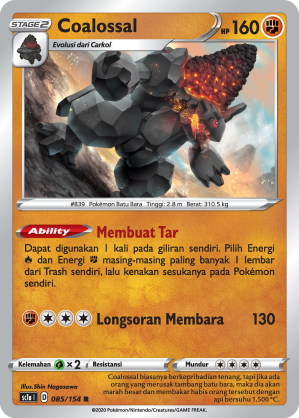 STAGE2 Coalossal HP 160
Evolusi dari Carkol
#839 Pokémon Batu Bara Tinggi: 2.8 m Berat: 310.5 kg
Ability Membuat Tar
Dapat digunakan 1 kali pada giliran sendiri. Pilih Energi
dan Energi masing-masing paling banyak 1 lembar
dari Trash sendiri, lalu kenakan sesukanya pada Pokémon
sendiri.
Longsoran Membara 130
Kelemahan ×2 Resistansi Mundur
Illus. Shin Nagasawa
sc1a I D 085/154 R
Coalossal biasanya berkepribadian tenang, tapi jika ada
orang yang merusak tambang batu bara, dia akan
marah besar dan membakar habis orang tersebut dengan
api bersuhu 1.500°C.
©2020 Pokémon/Nintendo/Creatures/GAME FREAK.